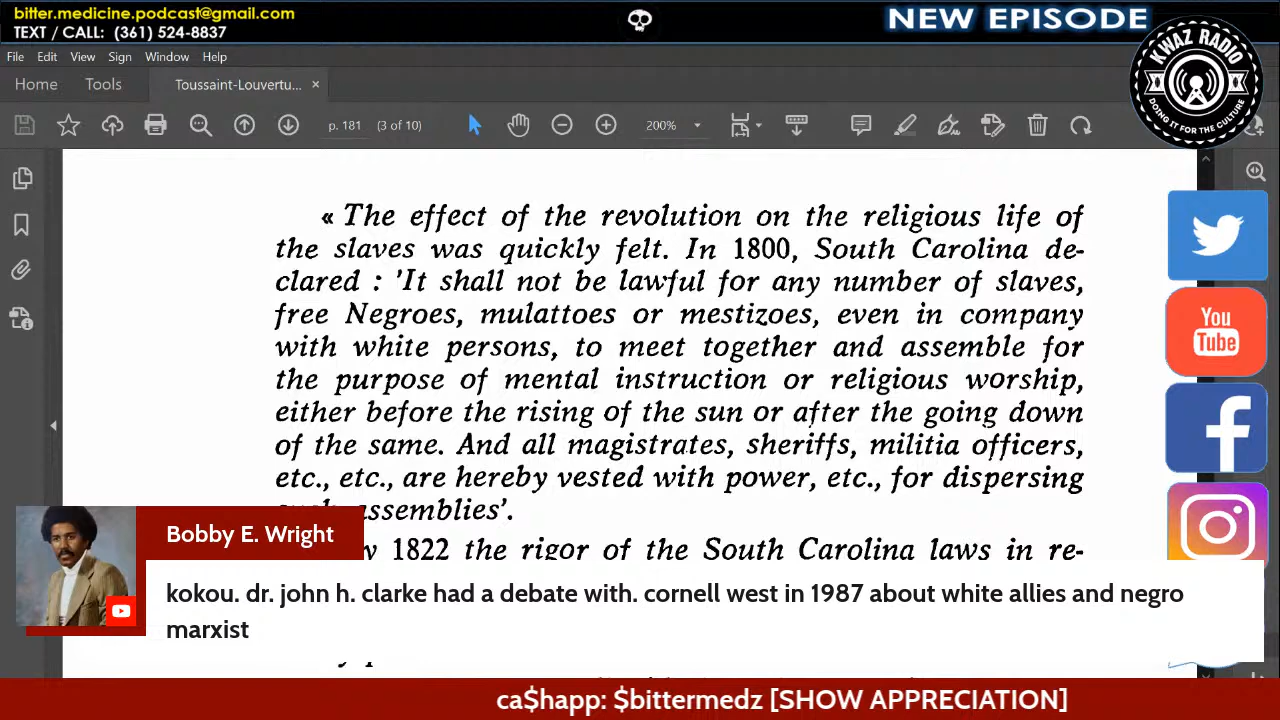 bitter.medicine.podcast@gmail.com
TEXT / CALL: (361) 524-8837
NEW EPISODE
KWAZ RADIO
DOING IT FOR THE CULTURE
File Edit View Sign Window Help
Home Tools Toussaint-Louvertu... ×
p. 181 (3 of 10) 200%
« The effect of the revolution on the religious life of
the slaves was quickly felt. In 1800, South Carolina de-
clared : 'It shall not be lawful for any number of slaves,
free Negroes, mulattoes or mestizoes, even in company
with white persons, to meet together and assemble for
the purpose of mental instruction or religious worship,
either before the rising of the sun or after the going down
of the same. And all magistrates, sheriffs, militia officers,
etc., etc., are hereby vested with power, etc., for dispersing
assemblies'.
1822 the rigor of the South Carolina laws in re-
You
Tube
Bobby E. Wright
kokou. dr. john h. clarke had a debate with. cornell west in 1987 about white allies and negro
marxist
ca$happ: $bittermedz [SHOW APPRECIATION]